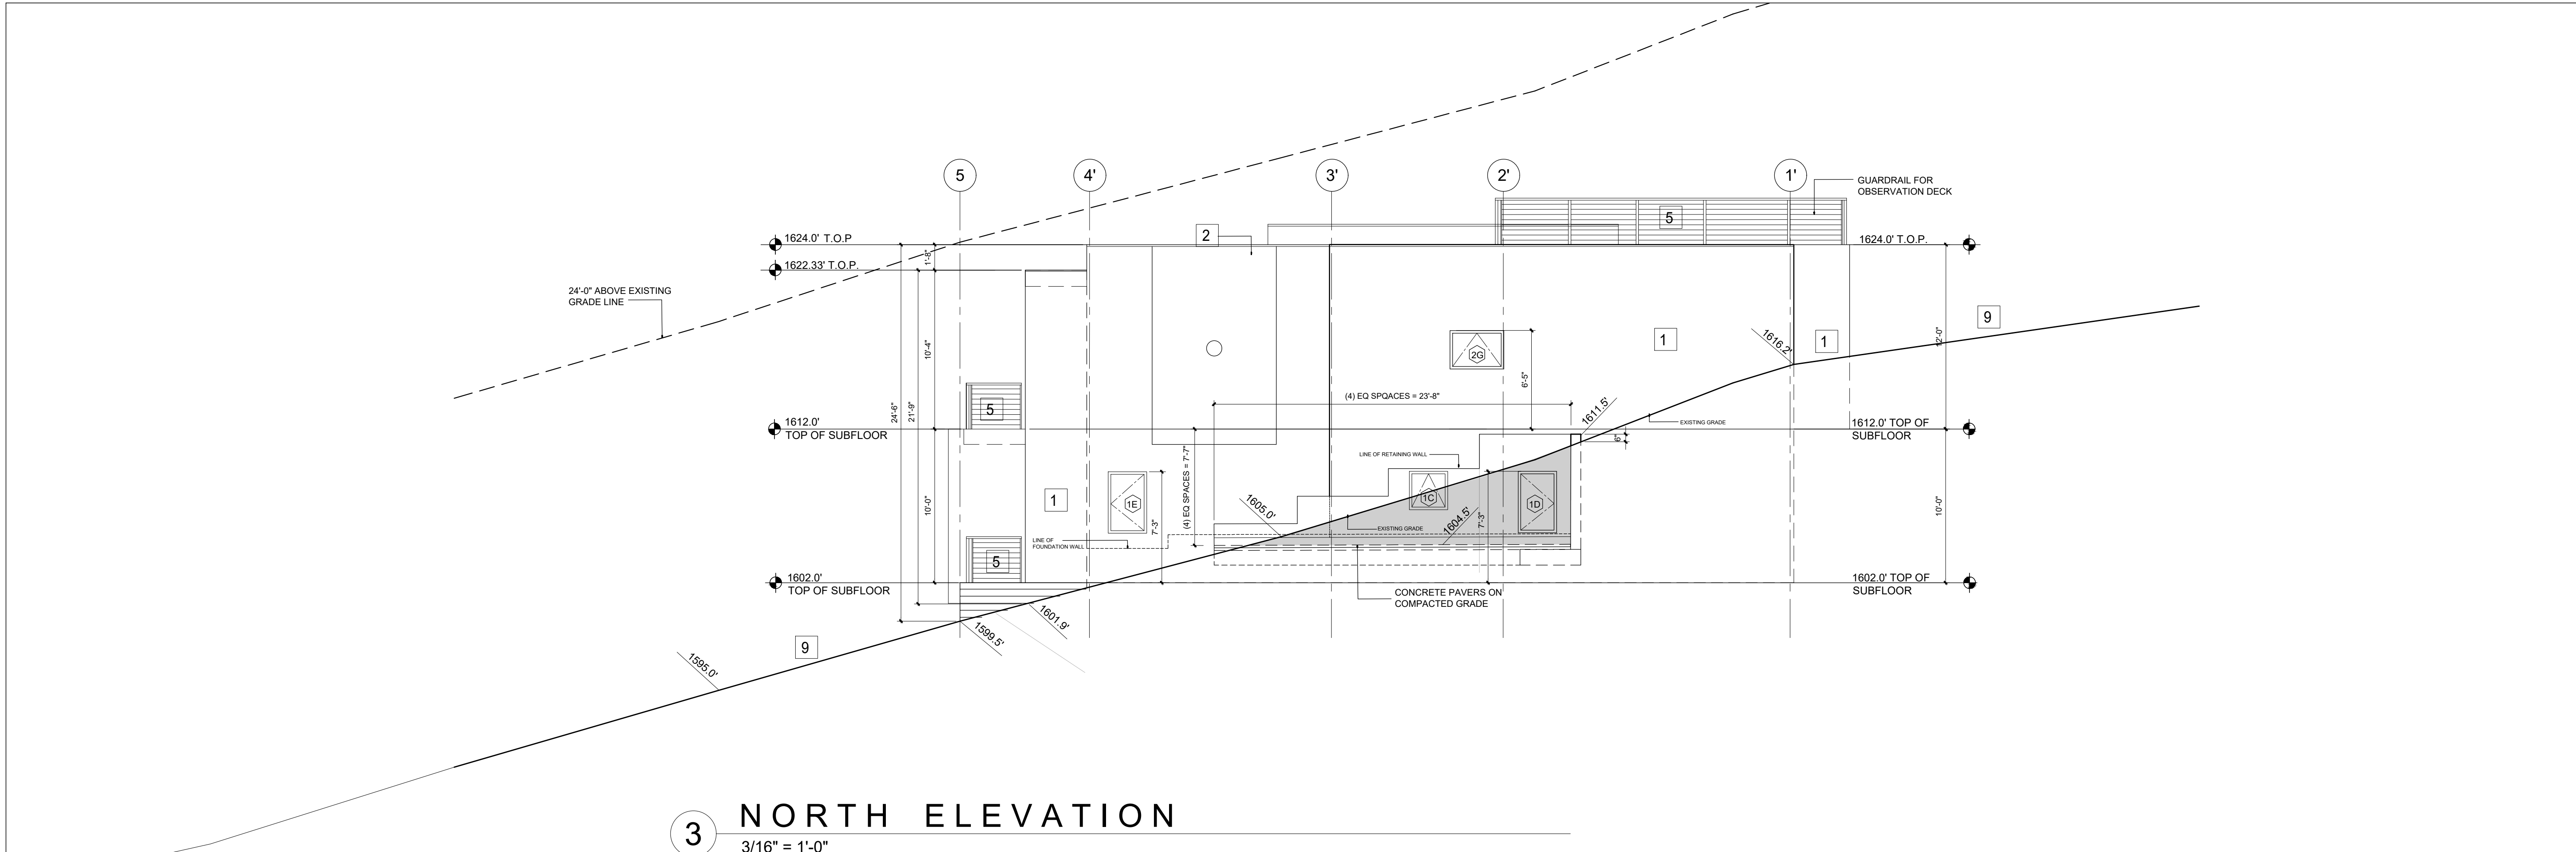 5
4'
3'
2'
1'
GUARDRAIL FOR
OBSERVATION DECK
5
2
1624.0' T.O.P
1624.0' T.O.P.
1'-8"
1622.33' T.O.P.
24'-0" ABOVE EXISTING
GRADE LINE
9
1616.2'
1
1
12'-0"
10'-4"
2G
6'-5"
(4) EQ SPQACES = 23'-8"
5
24'-6"
21'-9"
1611.5'
EXISTING GRADE
1612.0'
TOP OF SUBFLOOR
1612.0' TOP OF
SUBFLOOR
6"
LINE OF RETAINING WALL
(4) EQ SPACES = 7'-7"
1
1E
1C
1D
10'-0"
10'-0"
7'-3"
7'-3"
1605.0'
1604.5'
EXISTING GRADE
LINE OF
FOUNDATION WALL
5
1602.0'
TOP OF SUBFLOOR
1602.0' TOP OF
SUBFLOOR
CONCRETE PAVERS ON
COMPACTED GRADE
1601.9'
1599.5'
9
1595.0'
3
NORTH ELEVATION
3/16" = 1'-0"